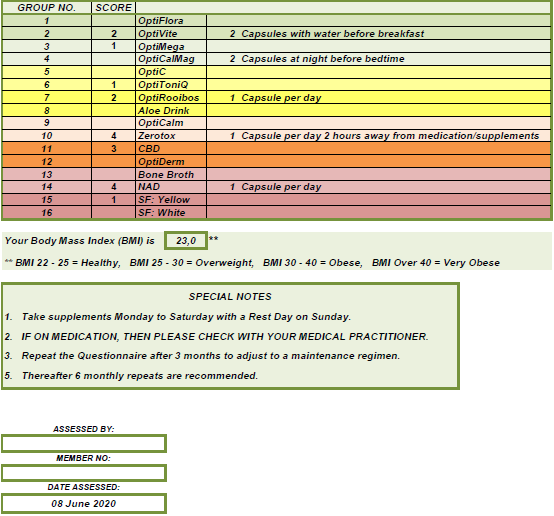 GROUP NO. SCORE
1 OptiFlora
2 2 OptiVite 2 Capsules with water before breakfast
3 1 OptiMega
4 OptiCalMag 2 Capsules at night before bedtime
5 OptiC
6 1 OptiToniQ
7 2 OptiRooibos 1 Capsule per day
8 Aloe Drink
9 OptiCalm
10 4 Zerotox 1 Capsule per day 2 hours away from medication/supplements
11 3 CBD
12 OptiDerm
13 Bone Broth
14 4 NAD 1 Capsule per day
15 1 SF: Yellow
16 SF: White
Your Body Mass Index (BMI) is 23,0 **
** BMI 22 - 25 = Healthy, BMI 25 - 30 = Overweight, BMI 30 - 40 = Obese, BMI Over 40 = Very Obese
SPECIAL NOTES
1. Take supplements Monday to Saturday with a Rest Day on Sunday.
2. IF ON MEDICATION, THEN PLEASE CHECK WITH YOUR MEDICAL PRACTITIONER.
3. Repeat the Questionnaire after 3 months to adjust to a maintenance regimen.
5. Thereafter 6 monthly repeats are recommended.
ASSESSED BY:
MEMBER NO:
DATE ASSESSED:
08 June 2020